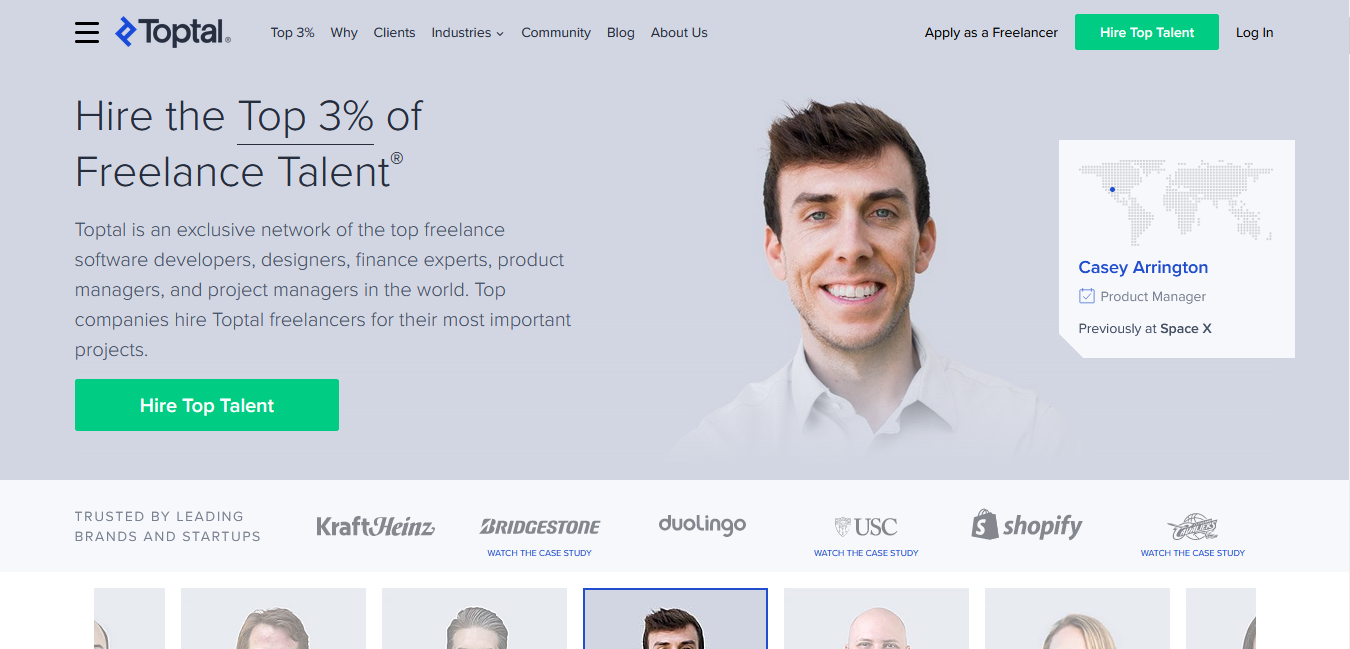 Toptal®
Top 3% Why Clients Industries Community Blog About Us
Apply as a Freelancer Hire Top Talent Log In
Hire the Top 3% of
Freelance Talent®
Toptal is an exclusive network of the top freelance
software developers, designers, finance experts, product
managers, and project managers in the world. Top
companies hire Toptal freelancers for their most important
projects.
Hire Top Talent
Casey Arrington
Product Manager
Previously at Space X
TRUSTED BY LEADING
BRANDS AND STARTUPS
KraftHeinz
BRIDGESTONE
WATCH THE CASE STUDY
duolingo
USC
WATCH THE CASE STUDY
shopify
CAVALIERS
WATCH THE CASE STUDY